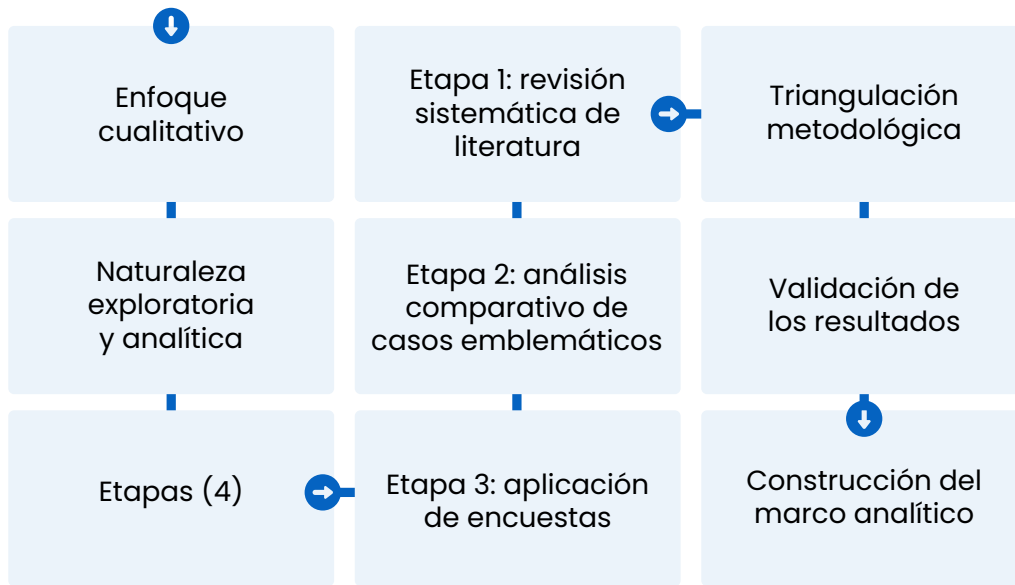 Enfoque
cualitativo
Naturaleza
exploratoria
y analítica
Etapas (4)
Etapa 1: revisión
sistemática de
literatura
Etapa 2: análisis
comparativo de
casos emblemáticos
Etapa 3: aplicación
de encuestas
Triangulación
metodológica
Validación de
los resultados
Construcción del
marco analítico